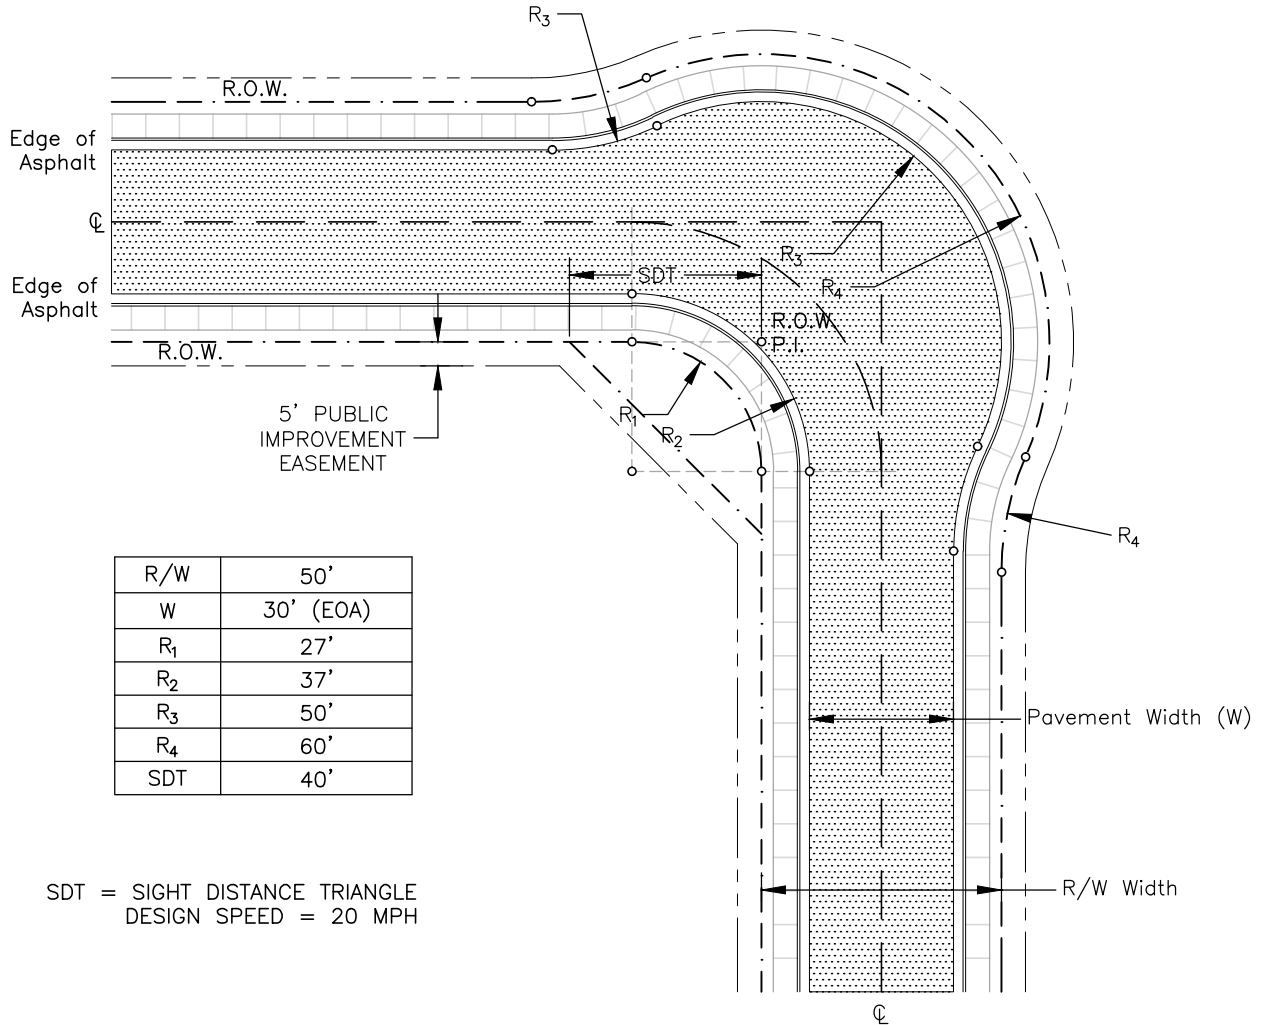 R₃
R.O.W.
Edge of
Asphalt
℄
R₃
SDT
R₄
Edge of
Asphalt
R.O.W.
P.I.
R.O.W.
R₁
R₂
5' PUBLIC
IMPROVEMENT
EASEMENT
R₄
R/W 50'
W 30' (EOA)
R₁ 27'
R₂ 37'
R₃ 50'
R₄ 60'
SDT 40'
Pavement Width (W)
R/W Width
SDT = SIGHT DISTANCE TRIANGLE
DESIGN SPEED = 20 MPH
℄